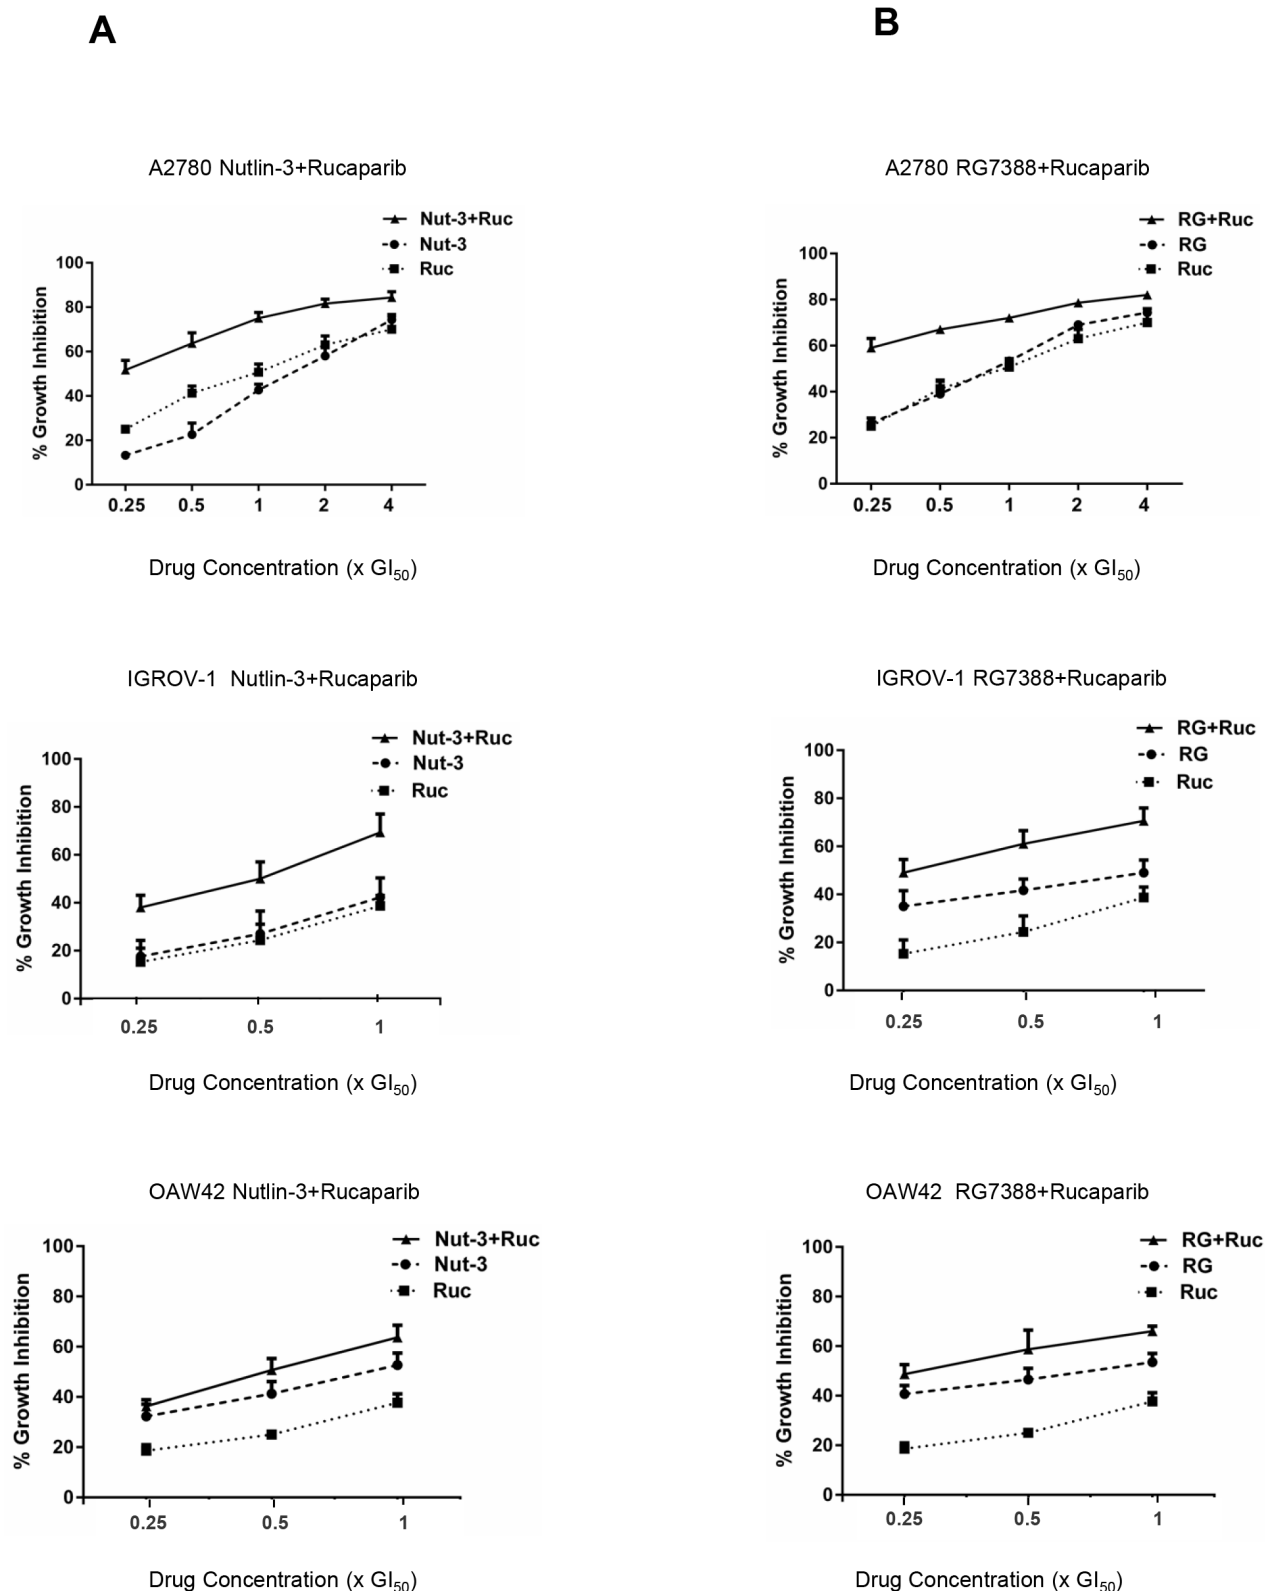 A
B
A2780 Nutlin-3+Rucaparib
Nut-3+Ruc
Nut-3
Ruc
100
80
60
40
20
0
% Growth Inhibition
0.25 0.5 1 2 4
Drug Concentration (x GI50)
A2780 RG7388+Rucaparib
RG+Ruc
RG
Ruc
100
80
60
40
20
0
% Growth Inhibition
0.25 0.5 1 2 4
Drug Concentration (x GI50)
IGROV-1 Nutlin-3+Rucaparib
Nut-3+Ruc
Nut-3
Ruc
100
80
60
40
20
0
% Growth Inhibition
0.25 0.5 1
Drug Concentration (x GI50)
IGROV-1 RG7388+Rucaparib
RG+Ruc
RG
Ruc
100
80
60
40
20
0
% Growth Inhibition
0.25 0.5 1
Drug Concentration (x GI50)
OAW42 Nutlin-3+Rucaparib
Nut-3+Ruc
Nut-3
Ruc
100
80
60
40
20
0
% Growth Inhibition
0.25 0.5 1
Drug Concentration (x GI50)
OAW42 RG7388+Rucaparib
RG+Ruc
RG
Ruc
100
80
60
40
20
0
% Growth Inhibition
0.25 0.5 1
Drug Concentration (x GI50)